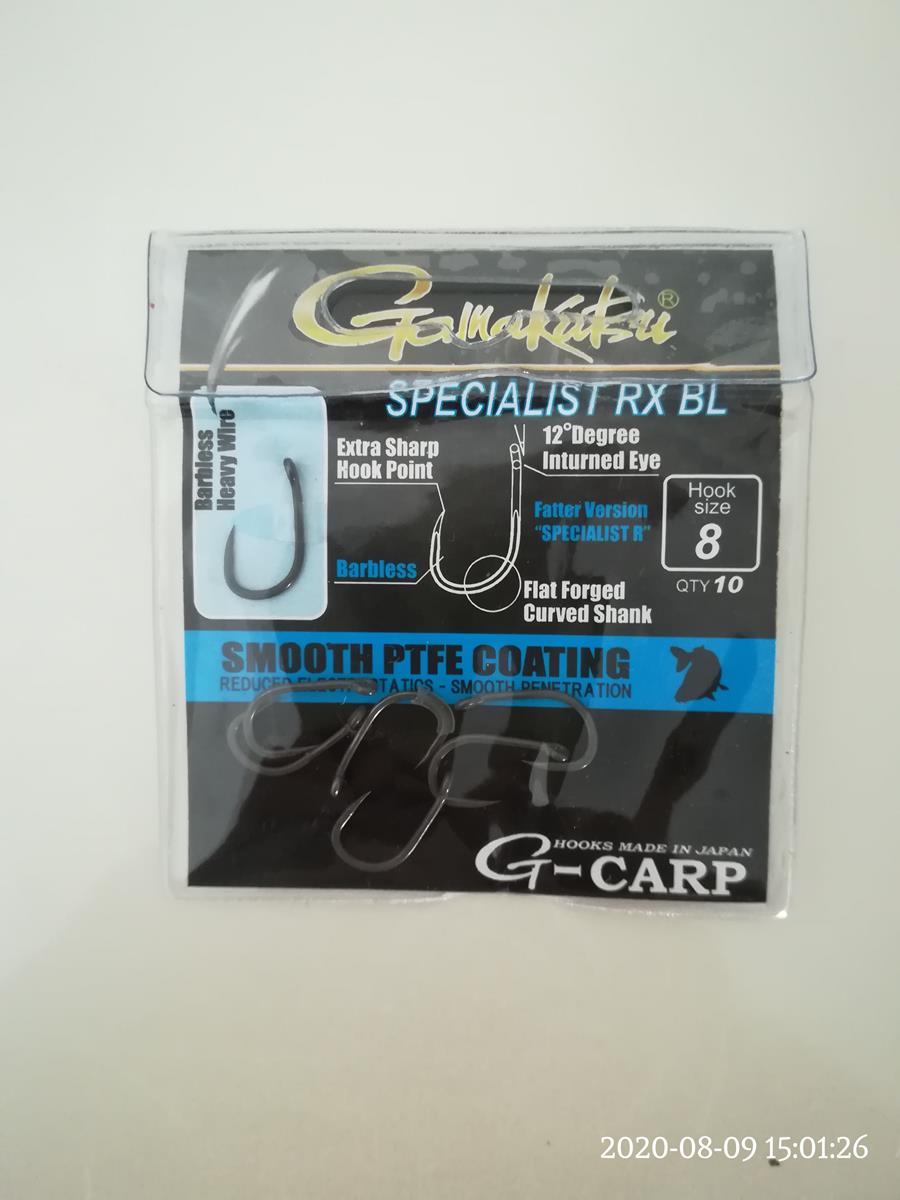 Gamakatsu®
SPECIALIST RX BL
Barbless
Heavy Wire
Extra Sharp
Hook Point
12°Degree
Inturned Eye
Fatter Version
"SPECIALIST R"
Hook
size
8
QTY 10
Barbless
Flat Forged
Curved Shank
SMOOTH PTFE COATING
REDUCED ELECTROSTATICS - SMOOTH PENETRATION
HOOKS MADE IN JAPAN
G-CARP
2020-08-09 15:01:26